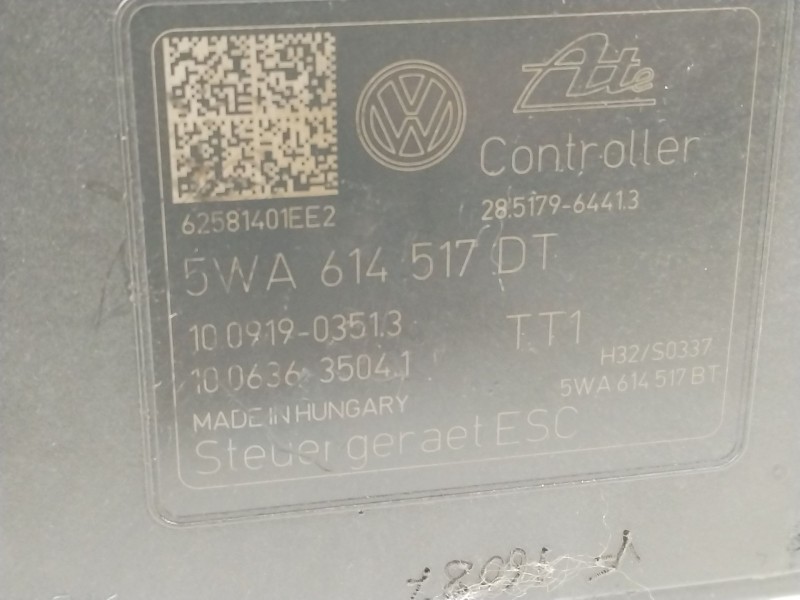 Ate
Controller
62581401EE2
28.5179-6441.3
5WA 614 517 DT
10.0919-0351.3
TT1
10.0636-3504.1
H32/S0337
5WA 614 517 BT
MADE IN HUNGARY
Steuergeraet ESC